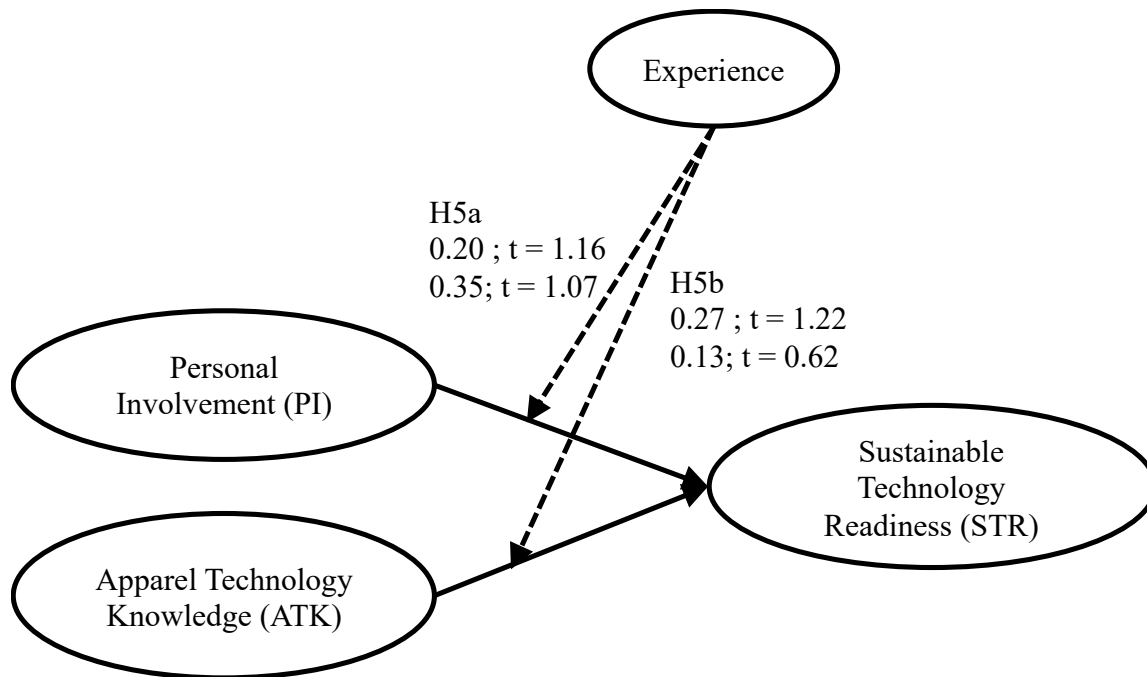 Experience
H5a
0.20 ; t = 1.16
0.35; t = 1.07
H5b
0.27 ; t = 1.22
0.13; t = 0.62
Personal
Involvement (PI)
Sustainable
Technology
Readiness (STR)
Apparel Technology
Knowledge (ATK)